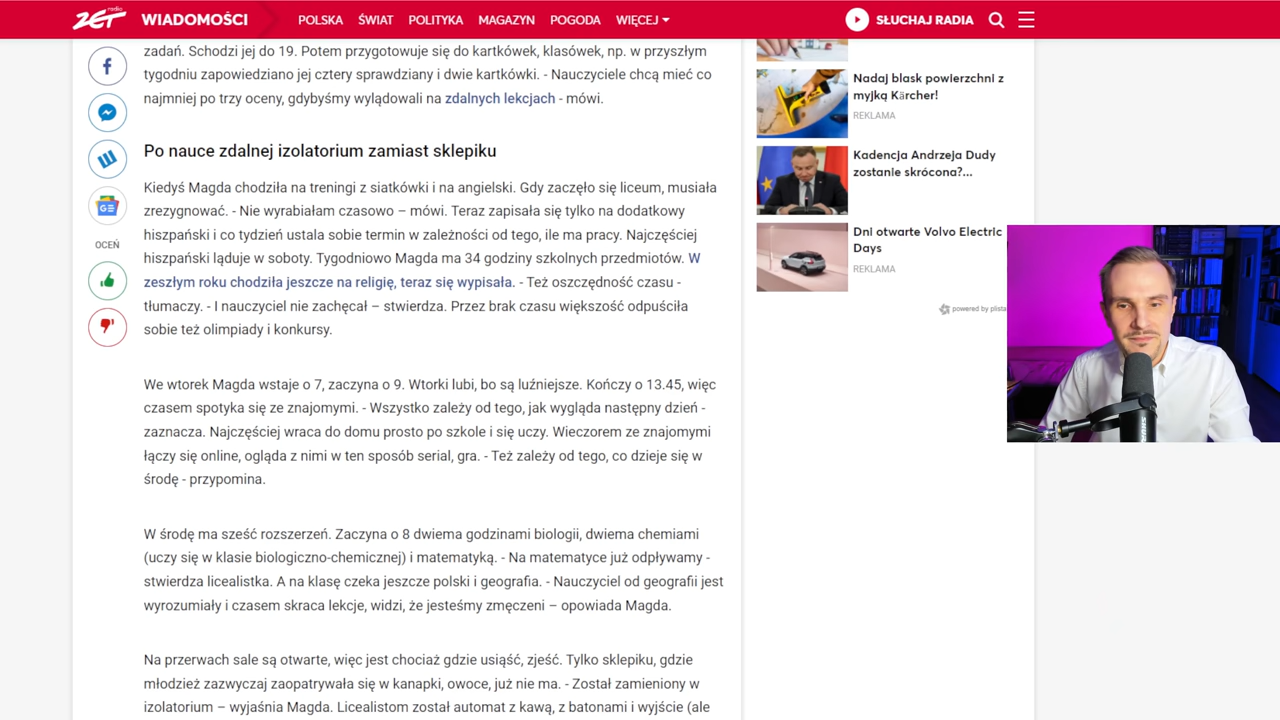 ZET radio
WIADOMOŚCI
POLSKA ŚWIAT POLITYKA MAGAZYN POGODA WIĘCEJ
SŁUCHAJ RADIA
OCEŃ
zadań. Schodzi jej do 19. Potem przygotowuje się do kartkówek, klasówek, np. w przyszłym
tygodniu zapowiedziano jej cztery sprawdziany i dwie kartkówki. - Nauczyciele chcą mieć co
najmniej po trzy oceny, gdybyśmy wylądowali na zdalnych lekcjach - mówi.
Po nauce zdalnej izolatorium zamiast sklepiku
Kiedyś Magda chodziła na treningi z siatkówki i na angielski. Gdy zaczęło się liceum, musiała
zrezygnować. - Nie wyrabiałam czasowo – mówi. Teraz zapisała się tylko na dodatkowy
hiszpański i co tydzień ustala sobie termin w zależności od tego, ile ma pracy. Najczęściej
hiszpański ląduje w soboty. Tygodniowo Magda ma 34 godziny szkolnych przedmiotów. W
zeszłym roku chodziła jeszcze na religię, teraz się wypisała. - Też oszczędność czasu -
tłumaczy. - I nauczyciel nie zachęcał – stwierdza. Przez brak czasu większość odpuściła
sobie też olimpiady i konkursy.
We wtorek Magda wstaje o 7, zaczyna o 9. Wtorki lubi, bo są luźniejsze. Kończy o 13.45, więc
czasem spotyka się ze znajomymi. - Wszystko zależy od tego, jak wygląda następny dzień -
zaznacza. Najczęściej wraca do domu prosto po szkole i się uczy. Wieczorem ze znajomymi
łączy się online, ogląda z nimi w ten sposób serial, gra. - Też zależy od tego, co dzieje się w
środę - przypomina.
W środę ma sześć rozszerzeń. Zaczyna o 8 dwiema godzinami biologii, dwiema chemiami
(uczy się w klasie biologiczno-chemicznej) i matematyką. - Na matematyce już odpływamy -
stwierdza licealistka. A na klasę czeka jeszcze polski i geografia. - Nauczyciel od geografii jest
wyrozumiały i czasem skraca lekcje, widzi, że jesteśmy zmęczeni – opowiada Magda.
Na przerwach sale są otwarte, więc jest chociaż gdzie usiąść, zjeść. Tylko sklepiku, gdzie
młodzież zazwyczaj zaopatrywała się w kanapki, owoce, już nie ma. - Został zamieniony w
izolatorium – wyjaśnia Magda. Licealistom został automat z kawą, z batonami i wyjście (ale
Nadaj blask powierzchni z
myjką Kärcher!
REKLAMA
Kadencja Andrzeja Dudy
zostanie skrócona?...
Dni otwarte Volvo Electric
Days
REKLAMA
powered by plista
SHURE